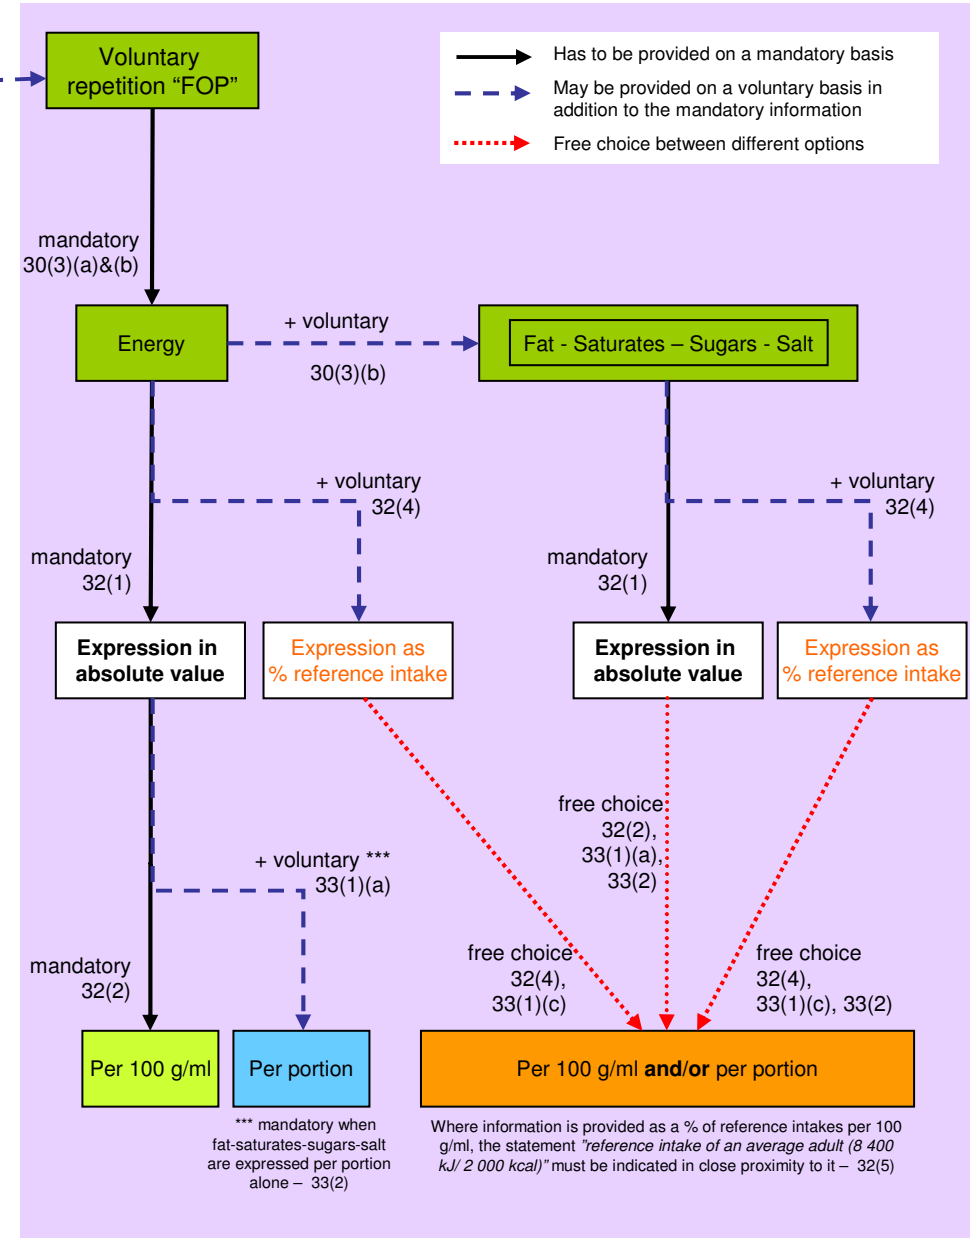 Voluntary
repetition “FOP”
Has to be provided on a mandatory basis
May be provided on a voluntary basis in
addition to the mandatory information
Free choice between different options
mandatory
30(3)(a)&(b)
Energy
+ voluntary
30(3)(b)
Fat - Saturates – Sugars - Salt
+ voluntary
32(4)
+ voluntary
32(4)
mandatory
32(1)
mandatory
32(1)
Expression in
absolute value
Expression as
% reference intake
Expression in
absolute value
Expression as
% reference intake
free choice
32(2),
33(1)(a),
33(2)
+ voluntary ***
33(1)(a)
mandatory
32(2)
free choice
32(4),
33(1)(c)
free choice
32(4),
33(1)(c), 33(2)
Per 100 g/ml
Per portion
Per 100 g/ml and/or per portion
*** mandatory when
fat-saturates-sugars-salt
are expressed per portion
alone – 33(2)
Where information is provided as a % of reference intakes per 100
g/ml, the statement ”reference intake of an average adult (8 400
kJ/ 2 000 kcal)” must be indicated in close proximity to it – 32(5)